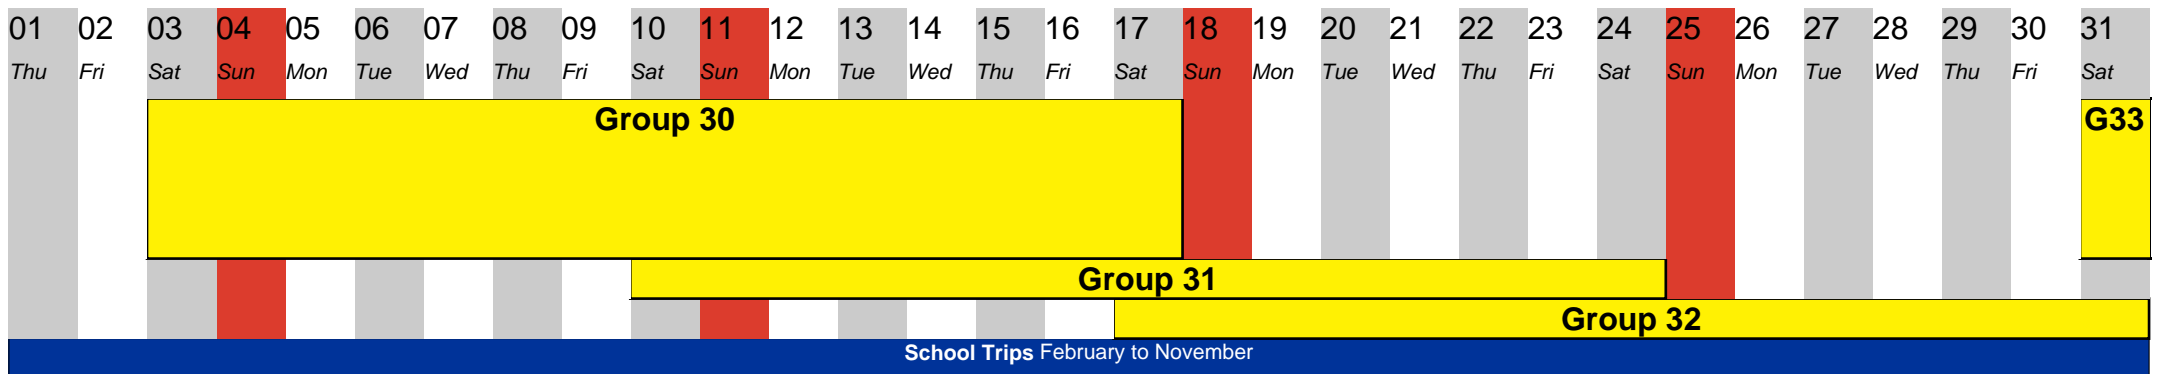 01 02 03 04 05 06 07 08 09 10 11 12 13 14 15 16 17 18 19 20 21 22 23 24 25 26 27 28 29 30 31
Thu Fri Sat Sun Mon Tue Wed Thu Fri Sat Sun Mon Tue Wed Thu Fri Sat Sun Mon Tue Wed Thu Fri Sat Sun Mon Tue Wed Thu Fri Sat
Group 30 G33
Group 31
Group 32
School Trips February to November